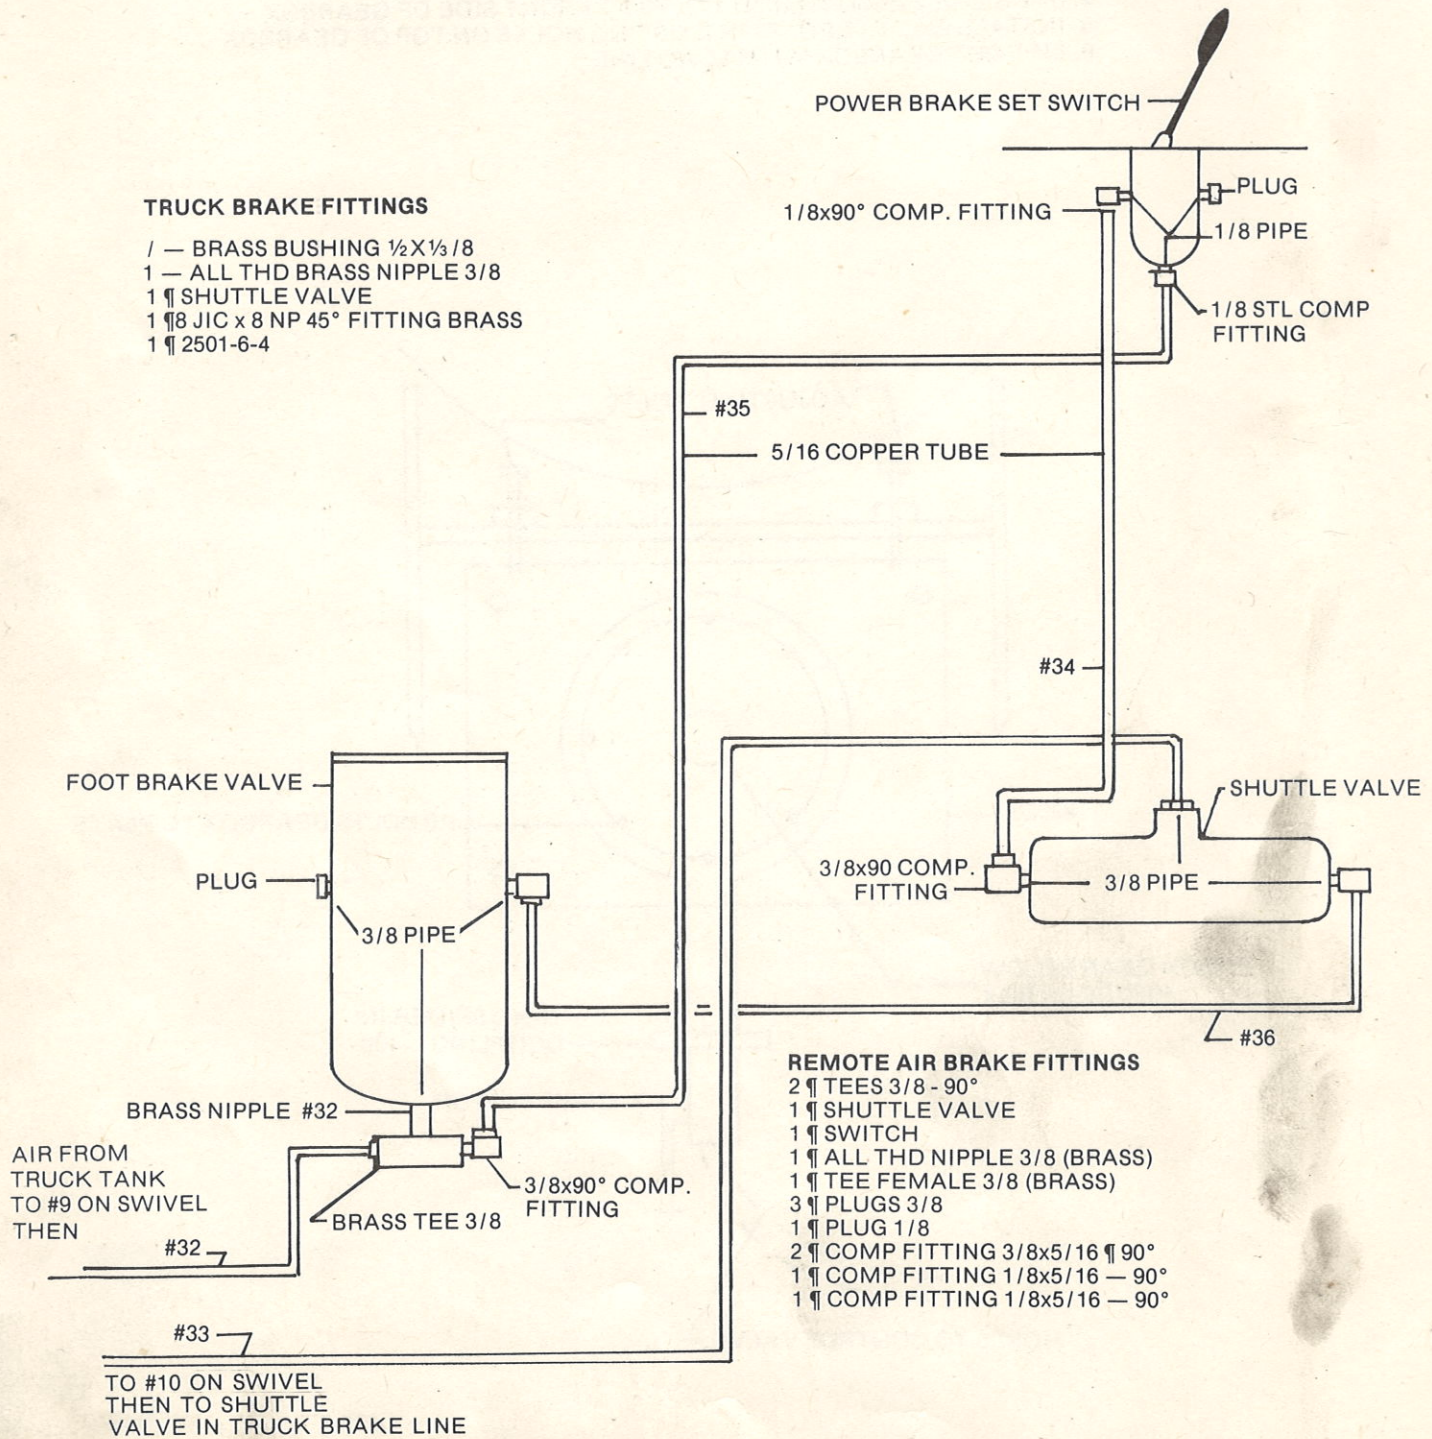 POWER BRAKE SET SWITCH
PLUG
1/8x90° COMP. FITTING
1/8 PIPE
1/8 STL COMP
FITTING
TRUCK BRAKE FITTINGS
/ — BRASS BUSHING ½X⅓/8
1 — ALL THD BRASS NIPPLE 3/8
1 ¶ SHUTTLE VALVE
1 ¶8 JIC x 8 NP 45° FITTING BRASS
1 ¶ 2501-6-4
#35
5/16 COPPER TUBE
#34
FOOT BRAKE VALVE
PLUG
3/8 PIPE
SHUTTLE VALVE
3/8x90 COMP.
FITTING
3/8 PIPE
#36
BRASS NIPPLE #32
AIR FROM
TRUCK TANK
TO #9 ON SWIVEL
THEN
#32
BRASS TEE 3/8
3/8x90° COMP.
FITTING
REMOTE AIR BRAKE FITTINGS
2 ¶ TEES 3/8 - 90°
1 ¶ SHUTTLE VALVE
1 ¶ SWITCH
1 ¶ ALL THD NIPPLE 3/8 (BRASS)
1 ¶ TEE FEMALE 3/8 (BRASS)
3 ¶ PLUGS 3/8
1 ¶ PLUG 1/8
2 ¶ COMP FITTING 3/8x5/16 ¶ 90°
1 ¶ COMP FITTING 1/8x5/16 — 90°
1 ¶ COMP FITTING 1/8x5/16 — 90°
#33
TO #10 ON SWIVEL
THEN TO SHUTTLE
VALVE IN TRUCK BRAKE LINE